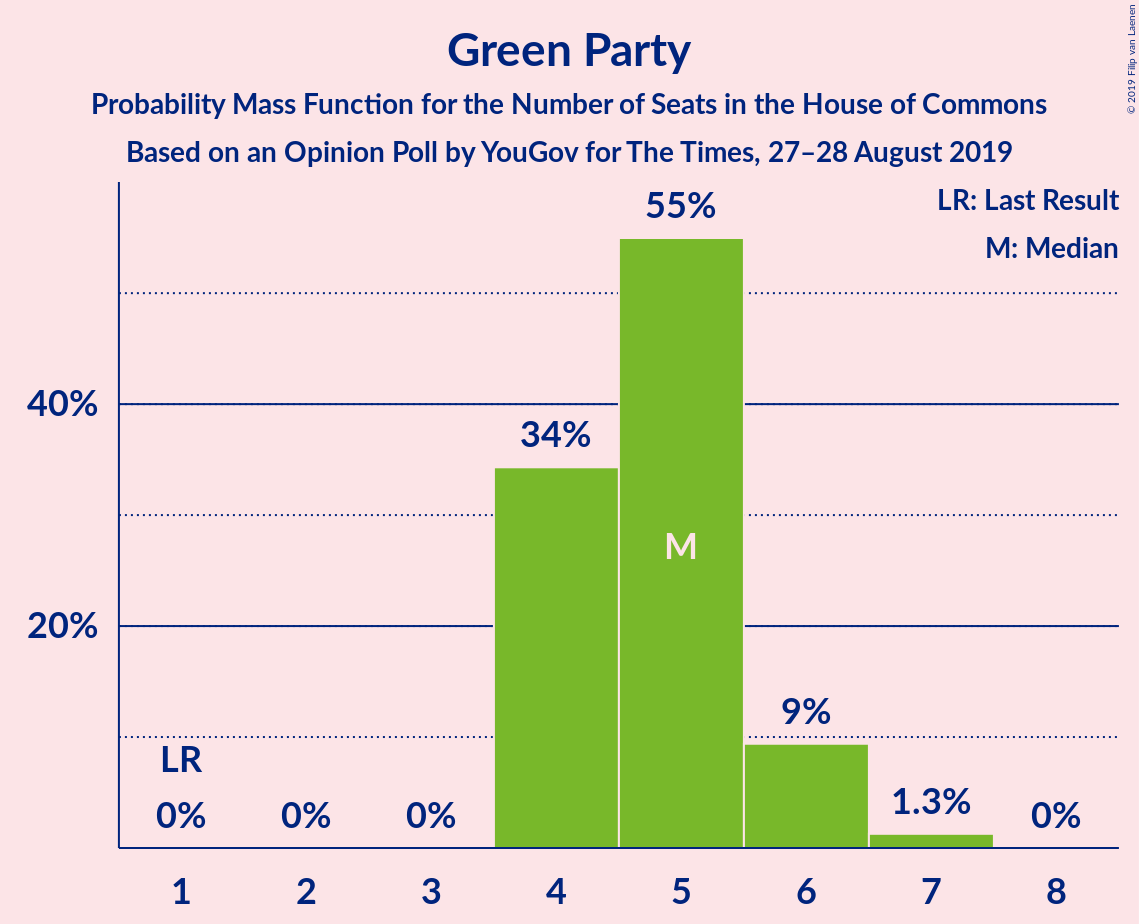 Green Party
Probability Mass Function for the Number of Seats in the House of Commons
Based on an Opinion Poll by YouGov for The Times, 27–28 August 2019
© 2019 Filip van Laenen
LR: Last Result
M: Median
55%
40%
34%
M
20%
9%
LR
1.3%
0%
0%
0%
0%
1
2
3
4
5
6
7
8